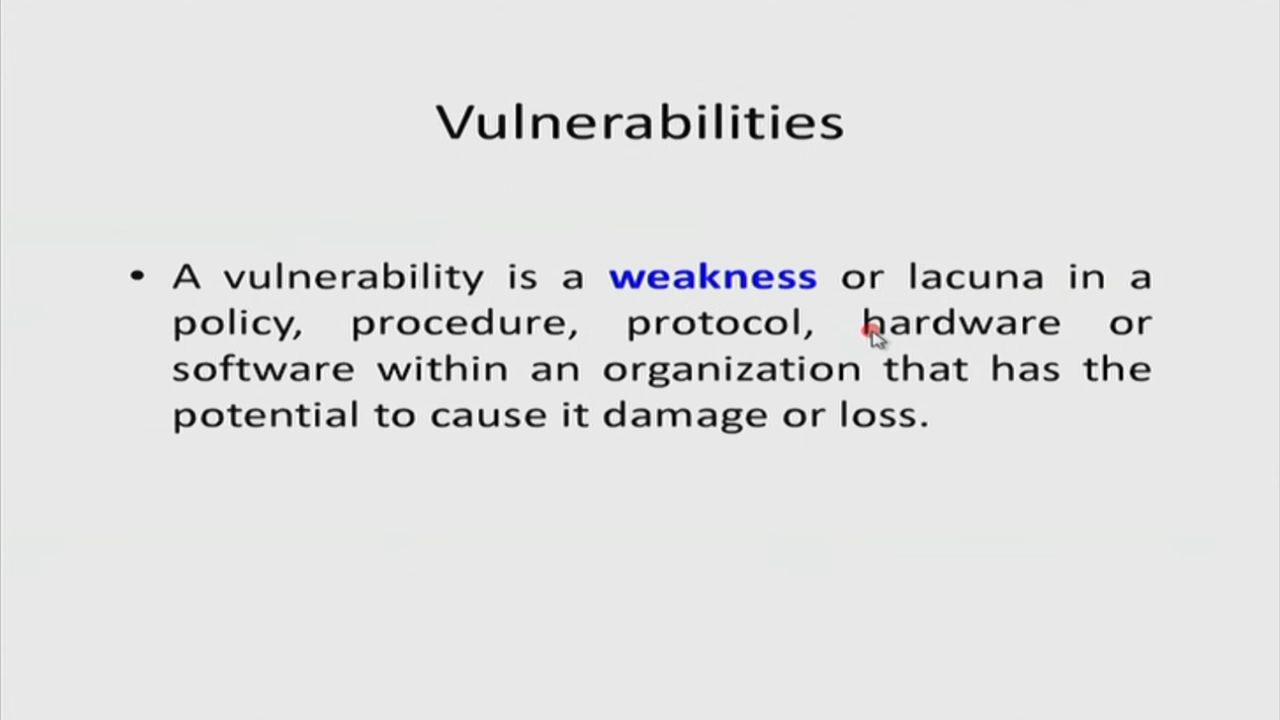 Vulnerabilities
• A vulnerability is a weakness or lacuna in a
policy, procedure, protocol, hardware or
software within an organization that has the
potential to cause it damage or loss.